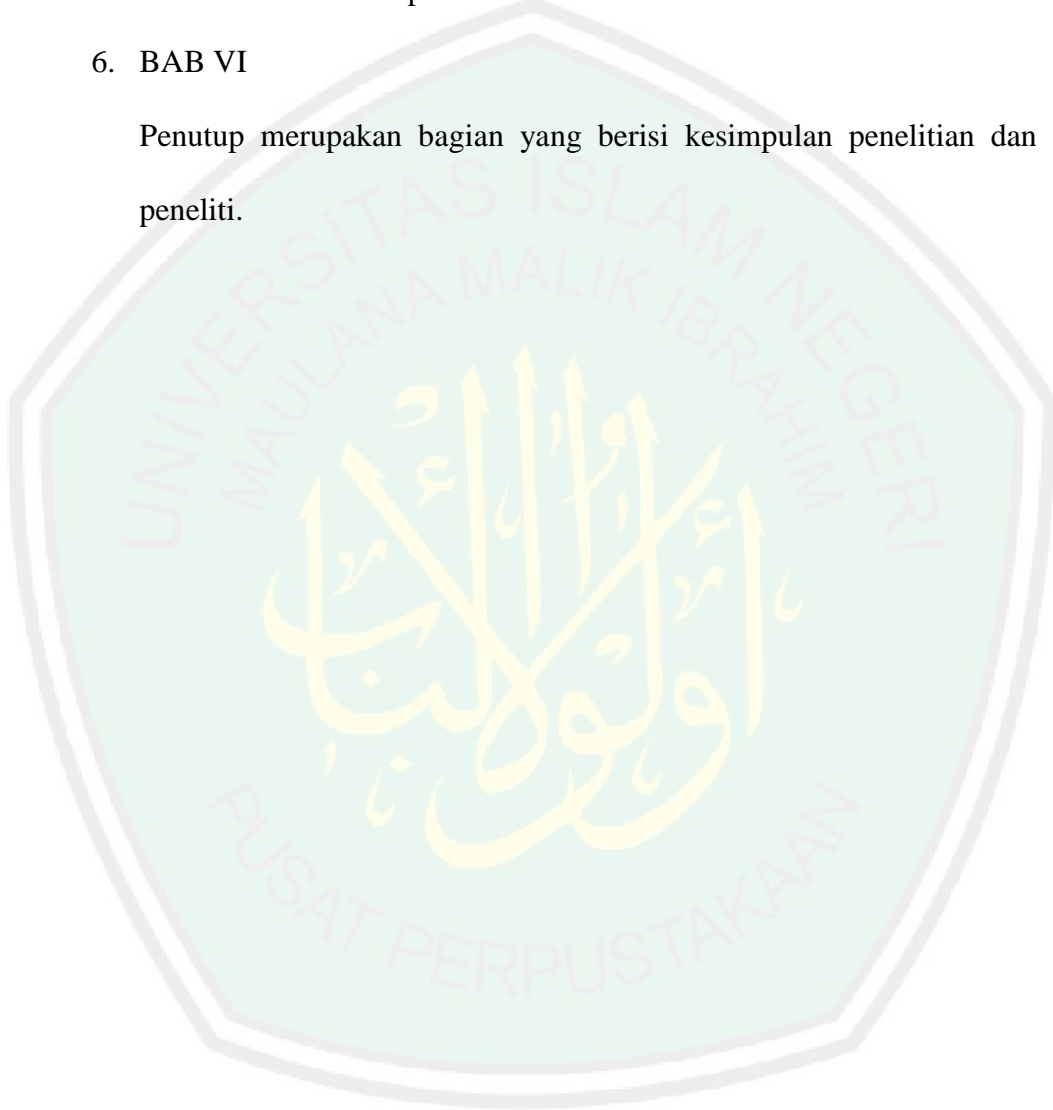 6. BAB VI
Penutup merupakan bagian yang berisi kesimpulan penelitian dan
peneliti.
UNIVERSITAS ISLAM NEGERI
MAULANA MALIK IBRAHIM
PUSAT PERPUSTAKAAN